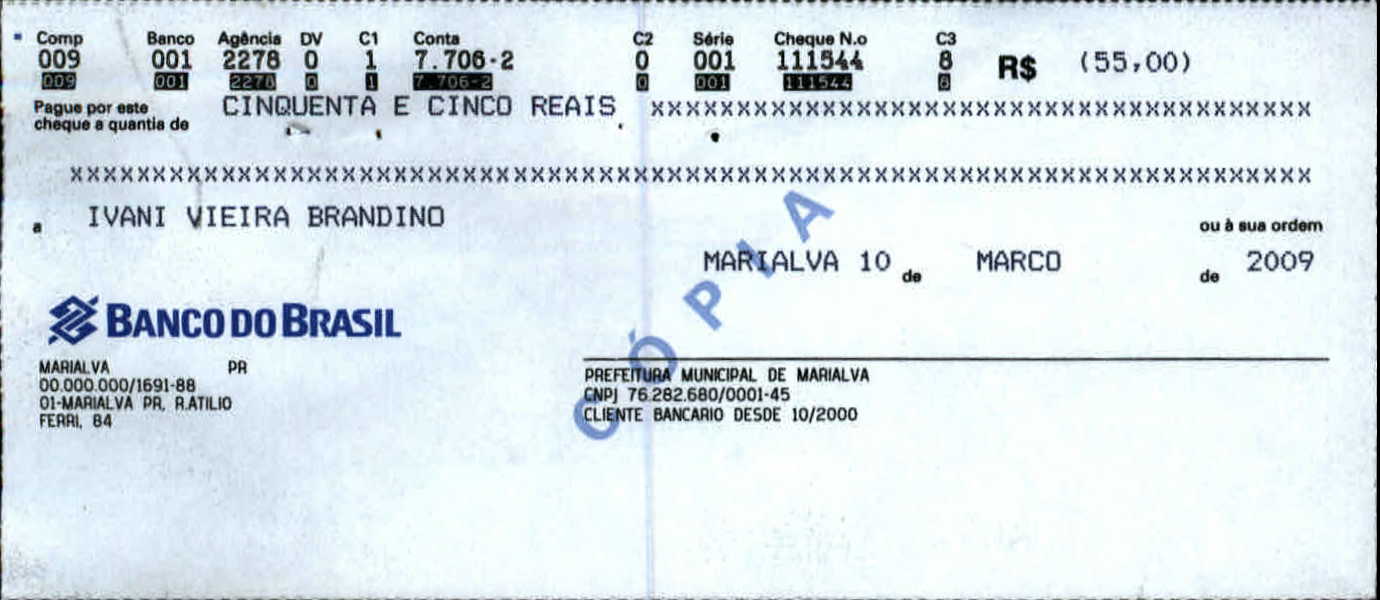 Comp Banco Agência DV C1 Conta C2 Série Cheque N.o C3
009 001 2278 0 1 7.706-2 0 001 111544 8 R$ (55,00)
009 001 2278 0 1 7.706-2 0 001 111544 8
Pague por este CINQUENTA E CINCO REAIS XXXXXXXXXXXXXXXXXXXXXXXXXXXXXXXXXXXXXXXX
cheque a quantia de
XXXXXXXXXXXXXXXXXXXXXXXXXXXXXXXXXXXXXXXXXXXXXXXXXXXXXXXXXXXXXXXXXXXXXXXXXXX
a IVANI VIEIRA BRANDINO ou à sua ordem
MARIALVA 10 de MARCO de 2009
CÓPIA
BANCO DO BRASIL
MARIALVA PR
00.000.000/1691-88
01-MARIALVA PR. R.ATILIO
FERRI, 84
PREFEITURA MUNICIPAL DE MARIALVA
CNPJ 76.282.680/0001-45
CLIENTE BANCARIO DESDE 10/2000